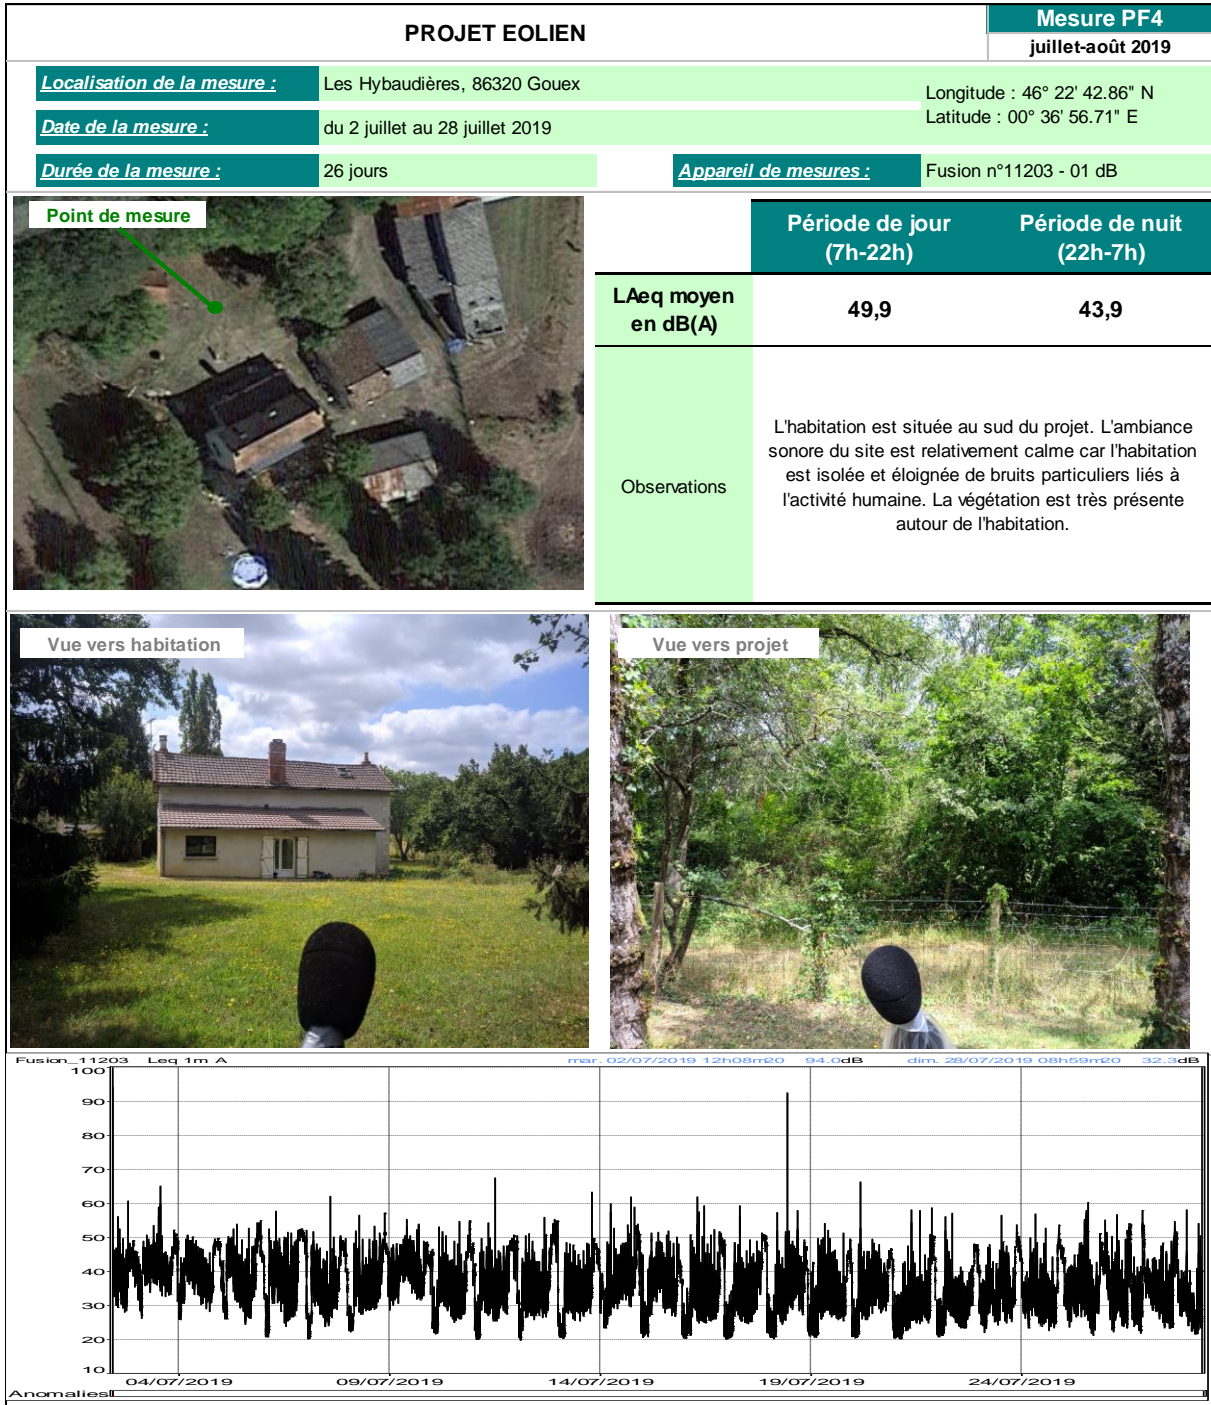 PROJET EOLIEN
Mesure PF4
juillet-août 2019
Localisation de la mesure :
Les Hybaudières, 86320 Gouex
Longitude : 46° 22' 42.86" N
Latitude : 00° 36' 56.71" E
Date de la mesure :
du 2 juillet au 28 juillet 2019
Durée de la mesure :
26 jours
Appareil de mesures :
Fusion n°11203 - 01 dB
Point de mesure
Période de jour
(7h-22h)
Période de nuit
(22h-7h)
LAeq moyen
en dB(A)
49,9
43,9
Observations
L'habitation est située au sud du projet. L'ambiance
sonore du site est relativement calme car l'habitation
est isolée et éloignée de bruits particuliers liés à
l'activité humaine. La végétation est très présente
autour de l'habitation.
Vue vers habitation
Vue vers projet
Fusion_11203 Leq 1m A mar. 02/07/2019 12h08m20 94.0dB dim. 28/07/2019 08h59m20 32.3dB
100
90
80
70
60
50
40
30
20
10
04/07/2019 09/07/2019 14/07/2019 19/07/2019 24/07/2019
Anomalies